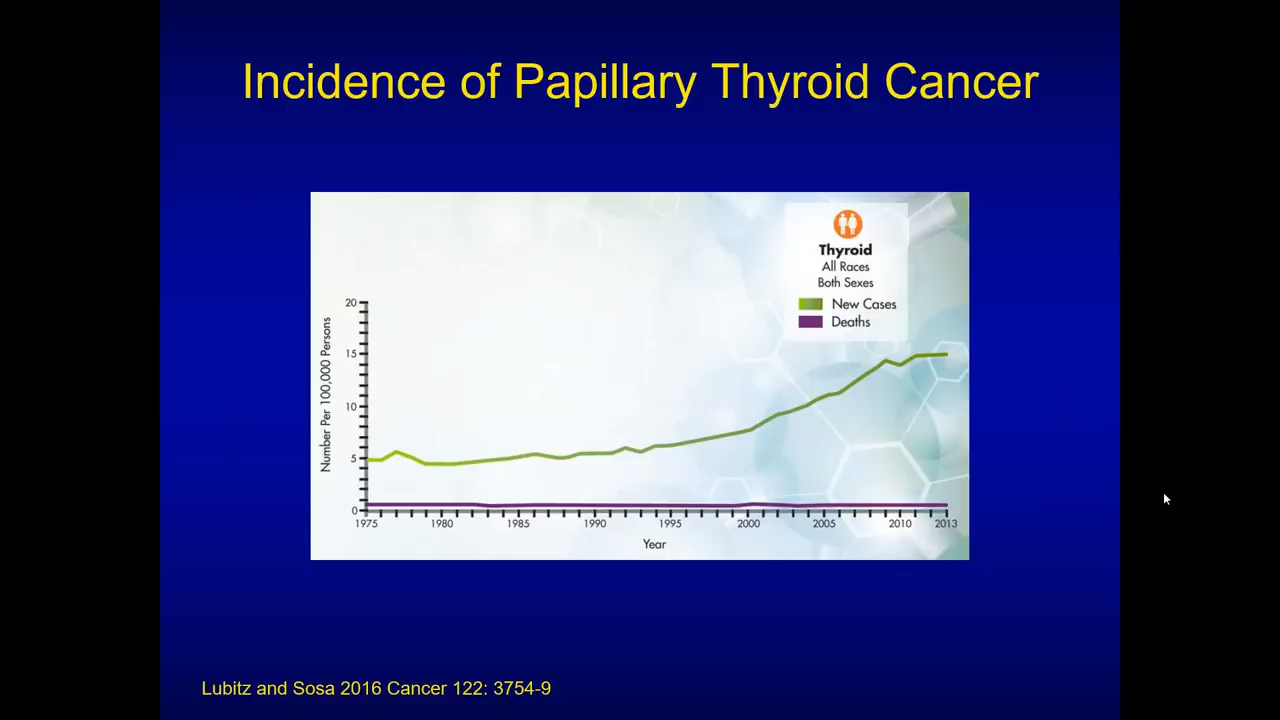 Incidence of Papillary Thyroid Cancer
Thyroid
All Races
Both Sexes
New Cases
Deaths
Number Per 100,000 Persons
20
15
10
5
0
1975 1980 1985 1990 1995 2000 2005 2010 2013
Year
Lubitz and Sosa 2016 Cancer 122: 3754-9